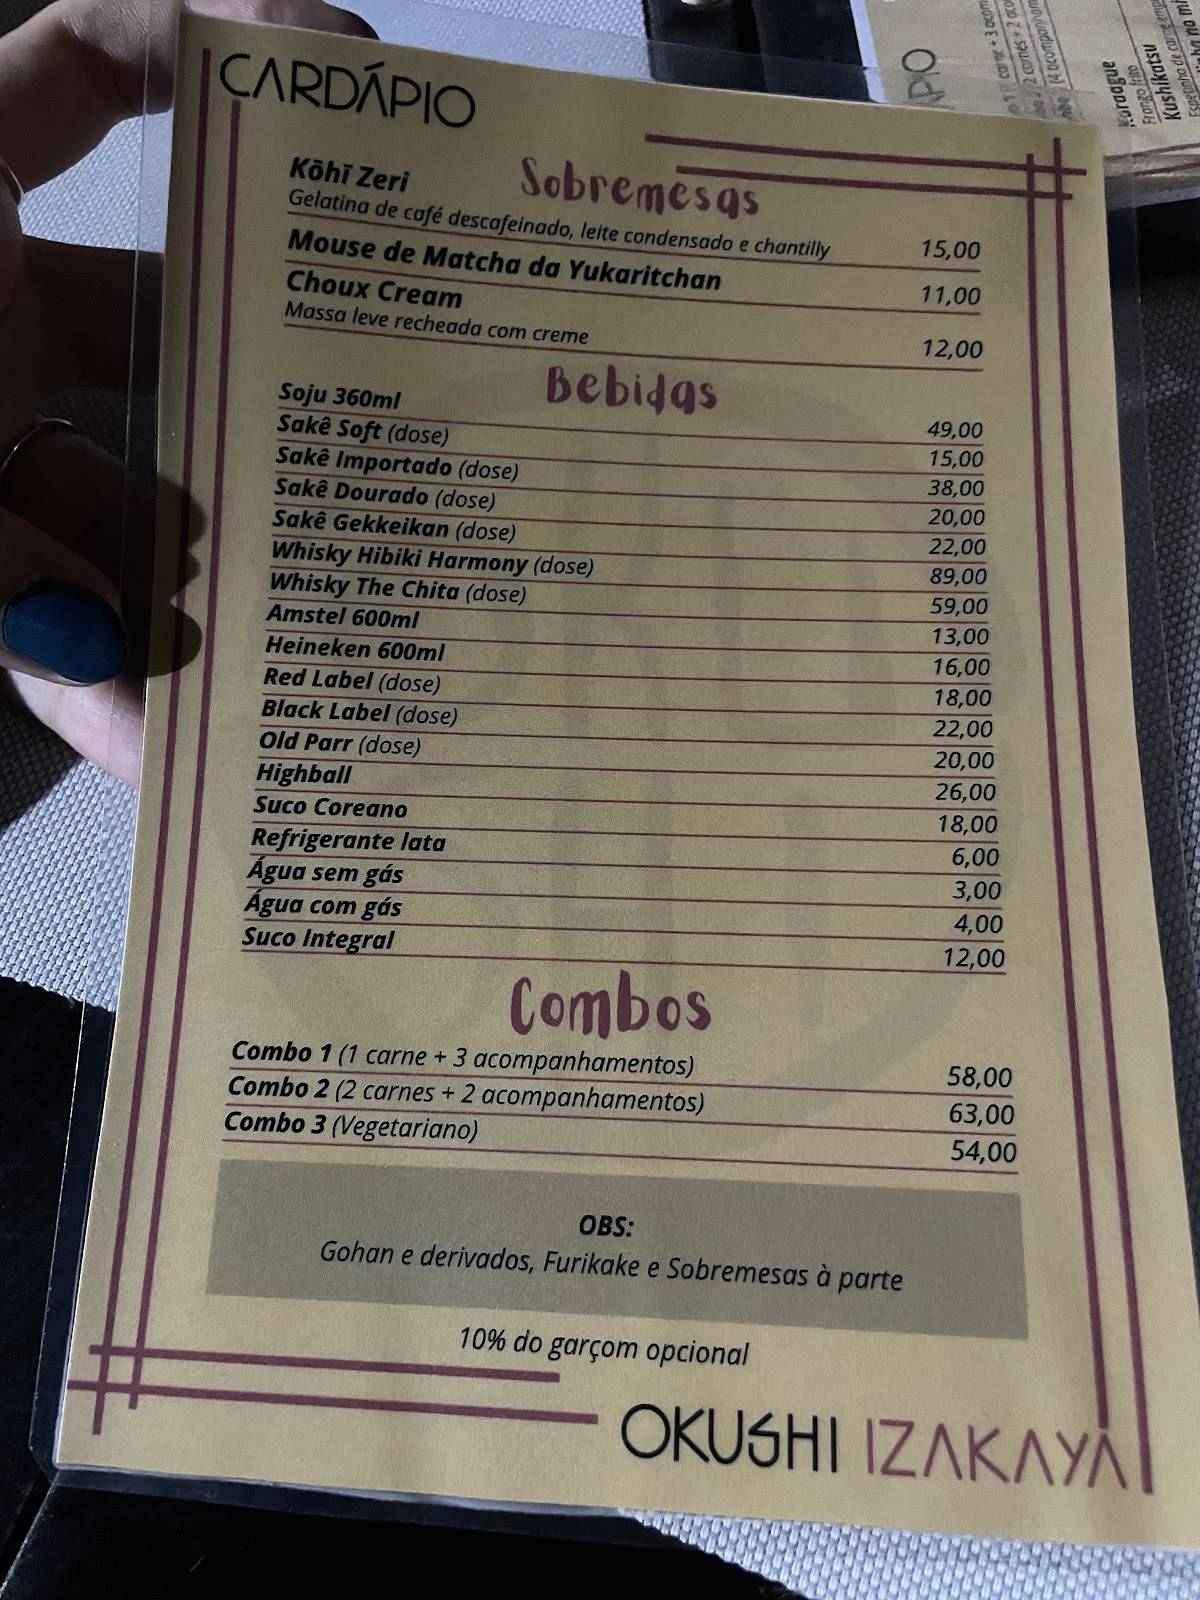 CARDÁPIO
Sobremesas
Kōhī Zeri
Gelatina de café descafeinado, leite condensado e chantilly 15,00
Mouse de Matcha da Yukaritchan 11,00
Choux Cream
Massa leve recheada com creme 12,00
Bebidas
Soju 360ml 49,00
Sakê Soft (dose) 15,00
Sakê Importado (dose) 38,00
Sakê Dourado (dose) 20,00
Sakê Gekkeikan (dose) 22,00
Whisky Hibiki Harmony (dose) 89,00
Whisky The Chita (dose) 59,00
Amstel 600ml 13,00
Heineken 600ml 16,00
Red Label (dose) 18,00
Black Label (dose) 22,00
Old Parr (dose) 20,00
Highball 26,00
Suco Coreano 18,00
Refrigerante lata 6,00
Água sem gás 3,00
Água com gás 4,00
Suco Integral 12,00
Combos
Combo 1 (1 carne + 3 acompanhamentos) 58,00
Combo 2 (2 carnes + 2 acompanhamentos) 63,00
Combo 3 (Vegetariano) 54,00
OBS:
Gohan e derivados, Furikake e Sobremesas à parte
10% do garçom opcional
OKUSHI IZAKAYA
Karaague
Frango frito
Kushikatsu